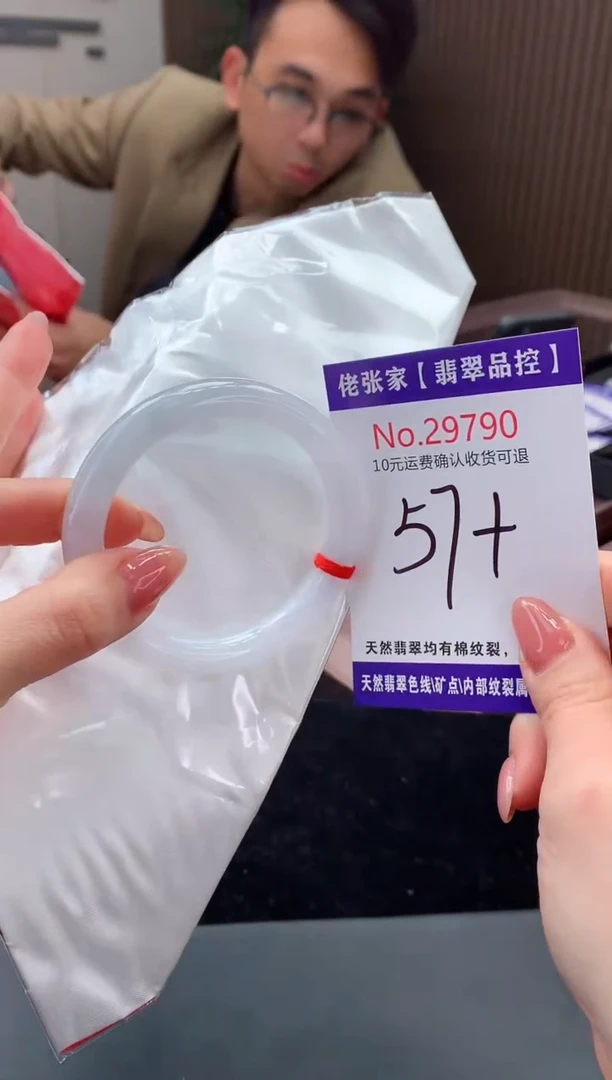 佬张家【翡翠品控】
No.29790
10元运费确认收货可退
57+
天然翡翠均有棉纹裂，
天然翡翠色线\矿点\内部纹裂属